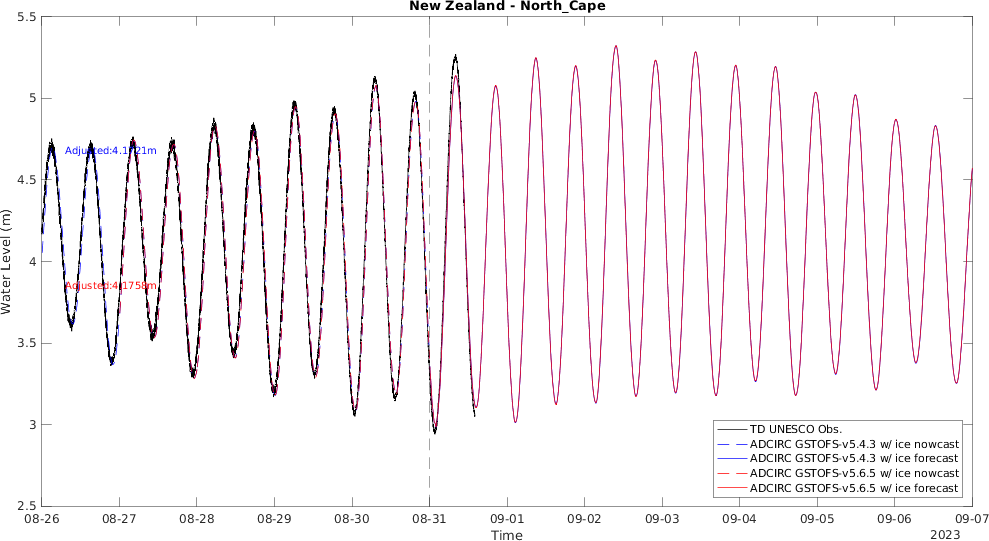 New Zealand - North_Cape
Water Level (m)
5.5
5
4.5
4
3.5
3
2.5
Adjusted:4.1721m
Adjusted:4.1758m
TD UNESCO Obs.
ADCIRC GSTOFS-v5.4.3 w/ ice nowcast
ADCIRC GSTOFS-v5.4.3 w/ ice forecast
ADCIRC GSTOFS-v5.6.5 w/ ice nowcast
ADCIRC GSTOFS-v5.6.5 w/ ice forecast
08-26 08-27 08-28 08-29 08-30 08-31 09-01 09-02 09-03 09-04 09-05 09-06 09-07
Time
2023